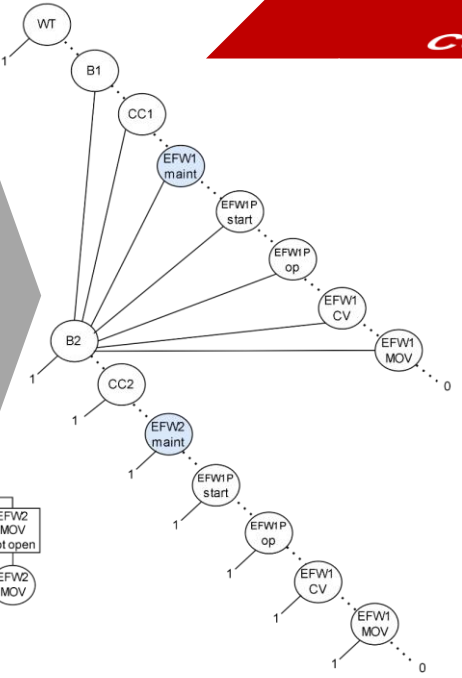 WT
1
B1
CC1
EFW1
maint
EFW1P
start
EFW1P
op
EFW1
CV
EFW1
MOV
0
B2
1
CC2
1
EFW2
maint
1
EFW1P
start
1
EFW1P
op
1
EFW1
CV
1
EFW1
MOV
1
0
EFW2
MOV
ot open
EFW2
MOV